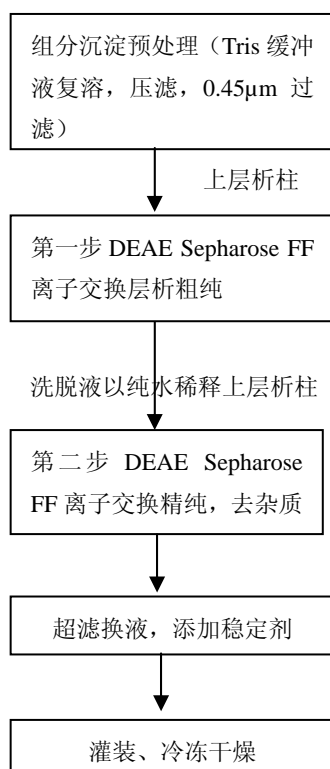 组分沉淀预处理（Tris 缓冲
液复溶，压滤，0.45μm 过
滤）
上层析柱
第一步 DEAE Sepharose FF
离子交换层析粗纯
洗脱液以纯水稀释上层析柱
第二步 DEAE Sepharose
FF 离子交换精纯，去杂质
超滤换液，添加稳定剂
灌装、冷冻干燥